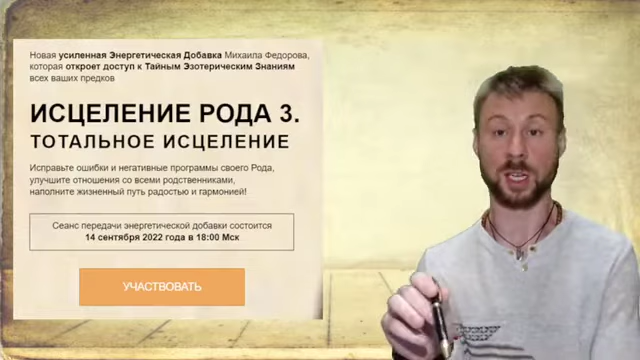 Новая усиленная Энергетическая Добавка Михаила Федорова,
которая откроет доступ к Тайным Эзотерическим Знаниям
всех ваших предков
ИСЦЕЛЕНИЕ РОДА 3.
ТОТАЛЬНОЕ ИСЦЕЛЕНИЕ
Исправьте ошибки и негативные программы своего Рода,
улучшите отношения со всеми родственниками,
наполните жизненный путь радостью и гармонией!
Сеанс передачи энергетической добавки состоится
14 сентября 2022 года в 18:00 Мск
УЧАСТВОВАТЬ